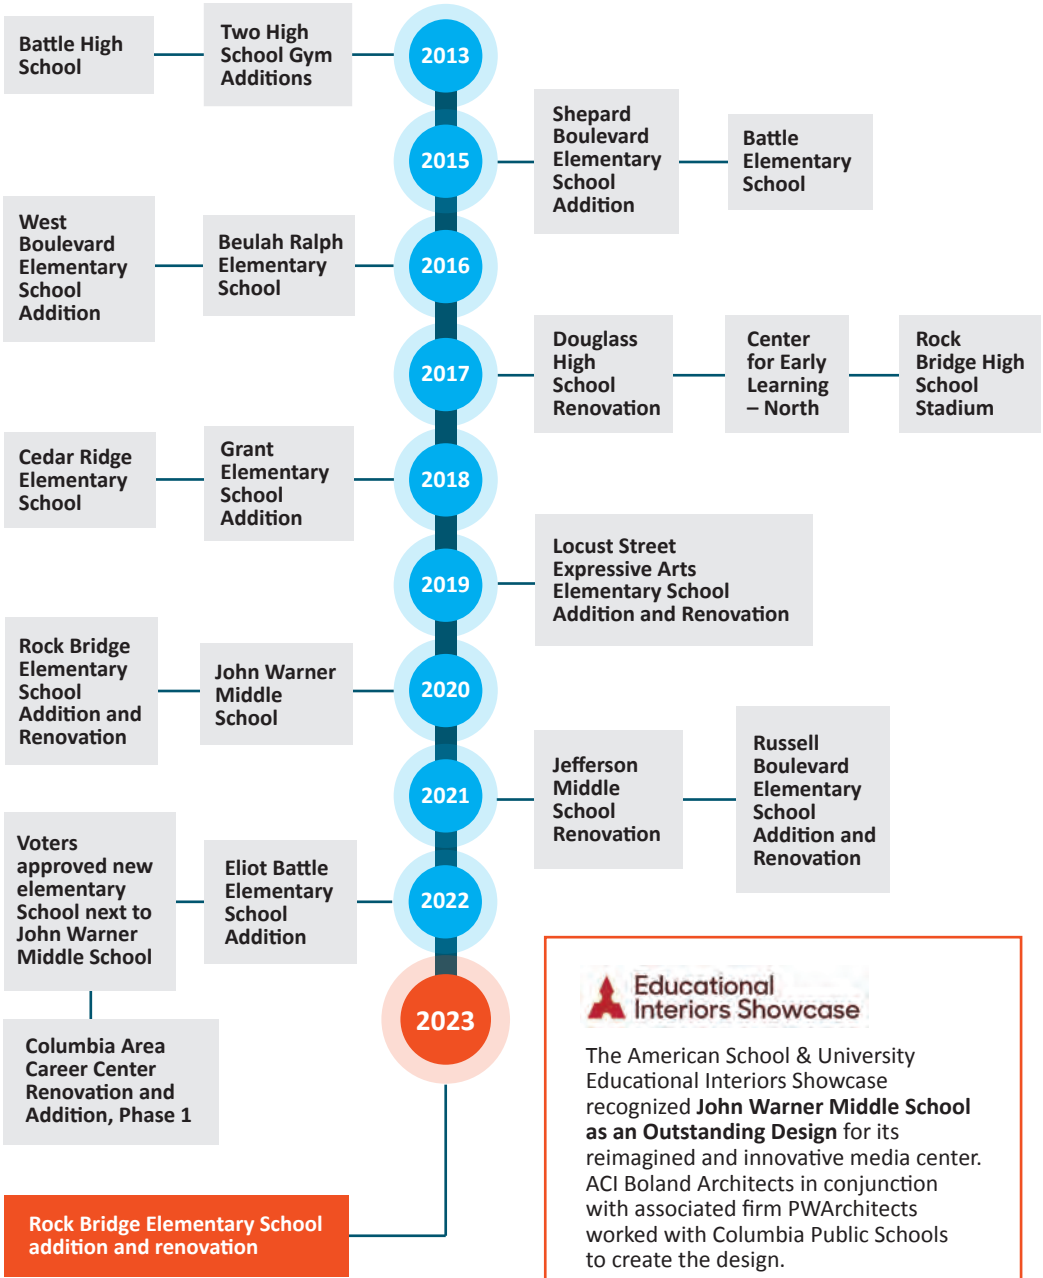 Battle High
School
Two High
School Gym
Additions
2013
2015
Shepard
Boulevard
Elementary
School
Addition
Battle
Elementary
School
West
Boulevard
Elementary
School
Addition
Beulah Ralph
Elementary
School
2016
2017
Douglass
High
School
Renovation
Center
for Early
Learning
– North
Rock
Bridge High
School
Stadium
Cedar Ridge
Elementary
School
Grant
Elementary
School
Addition
2018
2019
Locust Street
Expressive Arts
Elementary School
Addition and Renovation
Rock Bridge
Elementary
School
Addition and
Renovation
John Warner
Middle
School
2020
2021
Jefferson
Middle
School
Renovation
Russell
Boulevard
Elementary
School
Addition and
Renovation
Voters
approved new
elementary
School next to
John Warner
Middle School
Eliot Battle
Elementary
School
Addition
2022
Columbia Area
Career Center
Renovation and
Addition, Phase 1
2023
Rock Bridge Elementary School
addition and renovation
Educational
Interiors Showcase
The American School & University
Educational Interiors Showcase
recognized John Warner Middle School
as an Outstanding Design for its
reimagined and innovative media center.
ACI Boland Architects in conjunction
with associated firm PWArchitects
worked with Columbia Public Schools
to create the design.